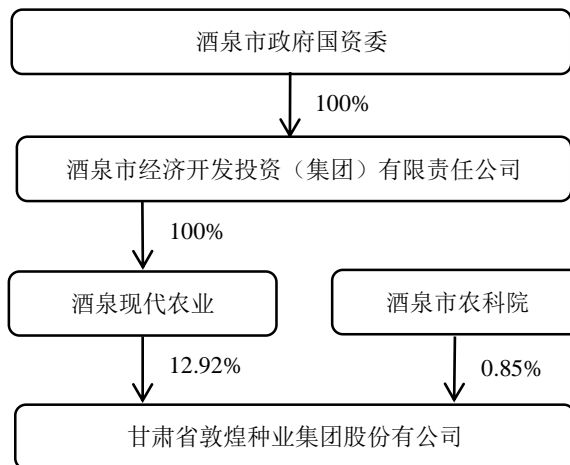 酒泉市政府国资委
100%
酒泉市经济开发投资（集团）有限责任公司
100%
酒泉现代农业
酒泉市农科院
12.92%
0.85%
甘肃省敦煌种业集团股份有公司